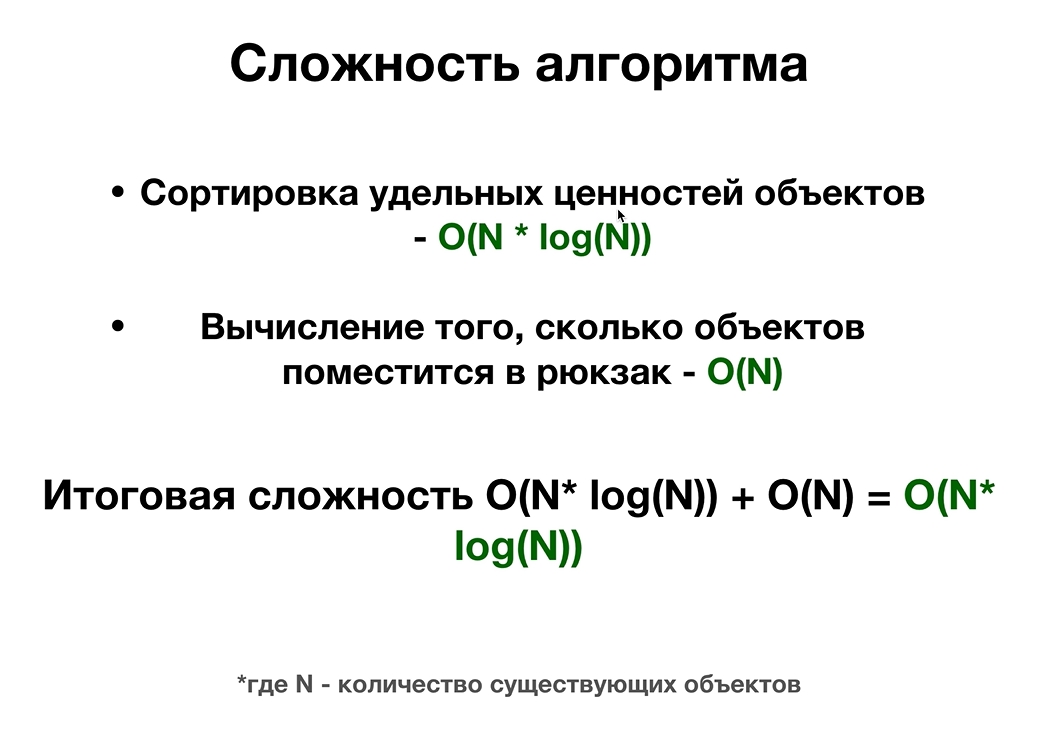 Сложность алгоритма
• Сортировка удельных ценностей объектов
- O(N * log(N))
• Вычисление того, сколько объектов
поместится в рюкзак - O(N)
Итоговая сложность O(N* log(N)) + O(N) = O(N*
log(N))
*где N - количество существующих объектов